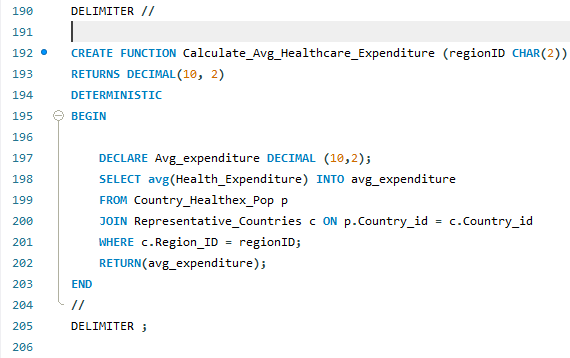 190 DELIMITER //
191
192 CREATE FUNCTION Calculate_Avg_Healthcare_Expenditure (regionID CHAR(2))
193 RETURNS DECIMAL(10, 2)
194 DETERMINISTIC
195 BEGIN
196
197 DECLARE Avg_expenditure DECIMAL (10,2);
198 SELECT avg(Health_Expenditure) INTO avg_expenditure
199 FROM Country_Healthex_Pop p
200 JOIN Representative_Countries c ON p.Country_id = c.Country_id
201 WHERE c.Region_ID = regionID;
202 RETURN(avg_expenditure);
203 END
204 //
205 DELIMITER ;
206